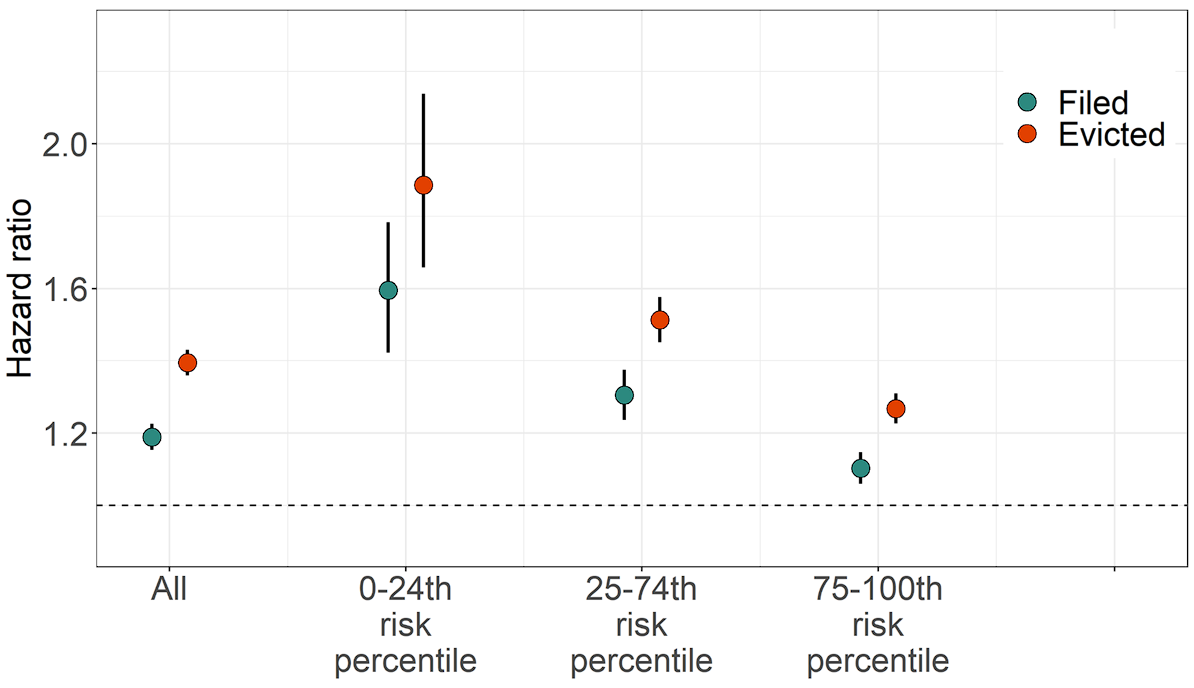 Hazard ratio
2.0
1.6
1.2
Filed
Evicted
All
0-24th
risk
percentile
25-74th
risk
percentile
75-100th
risk
percentile